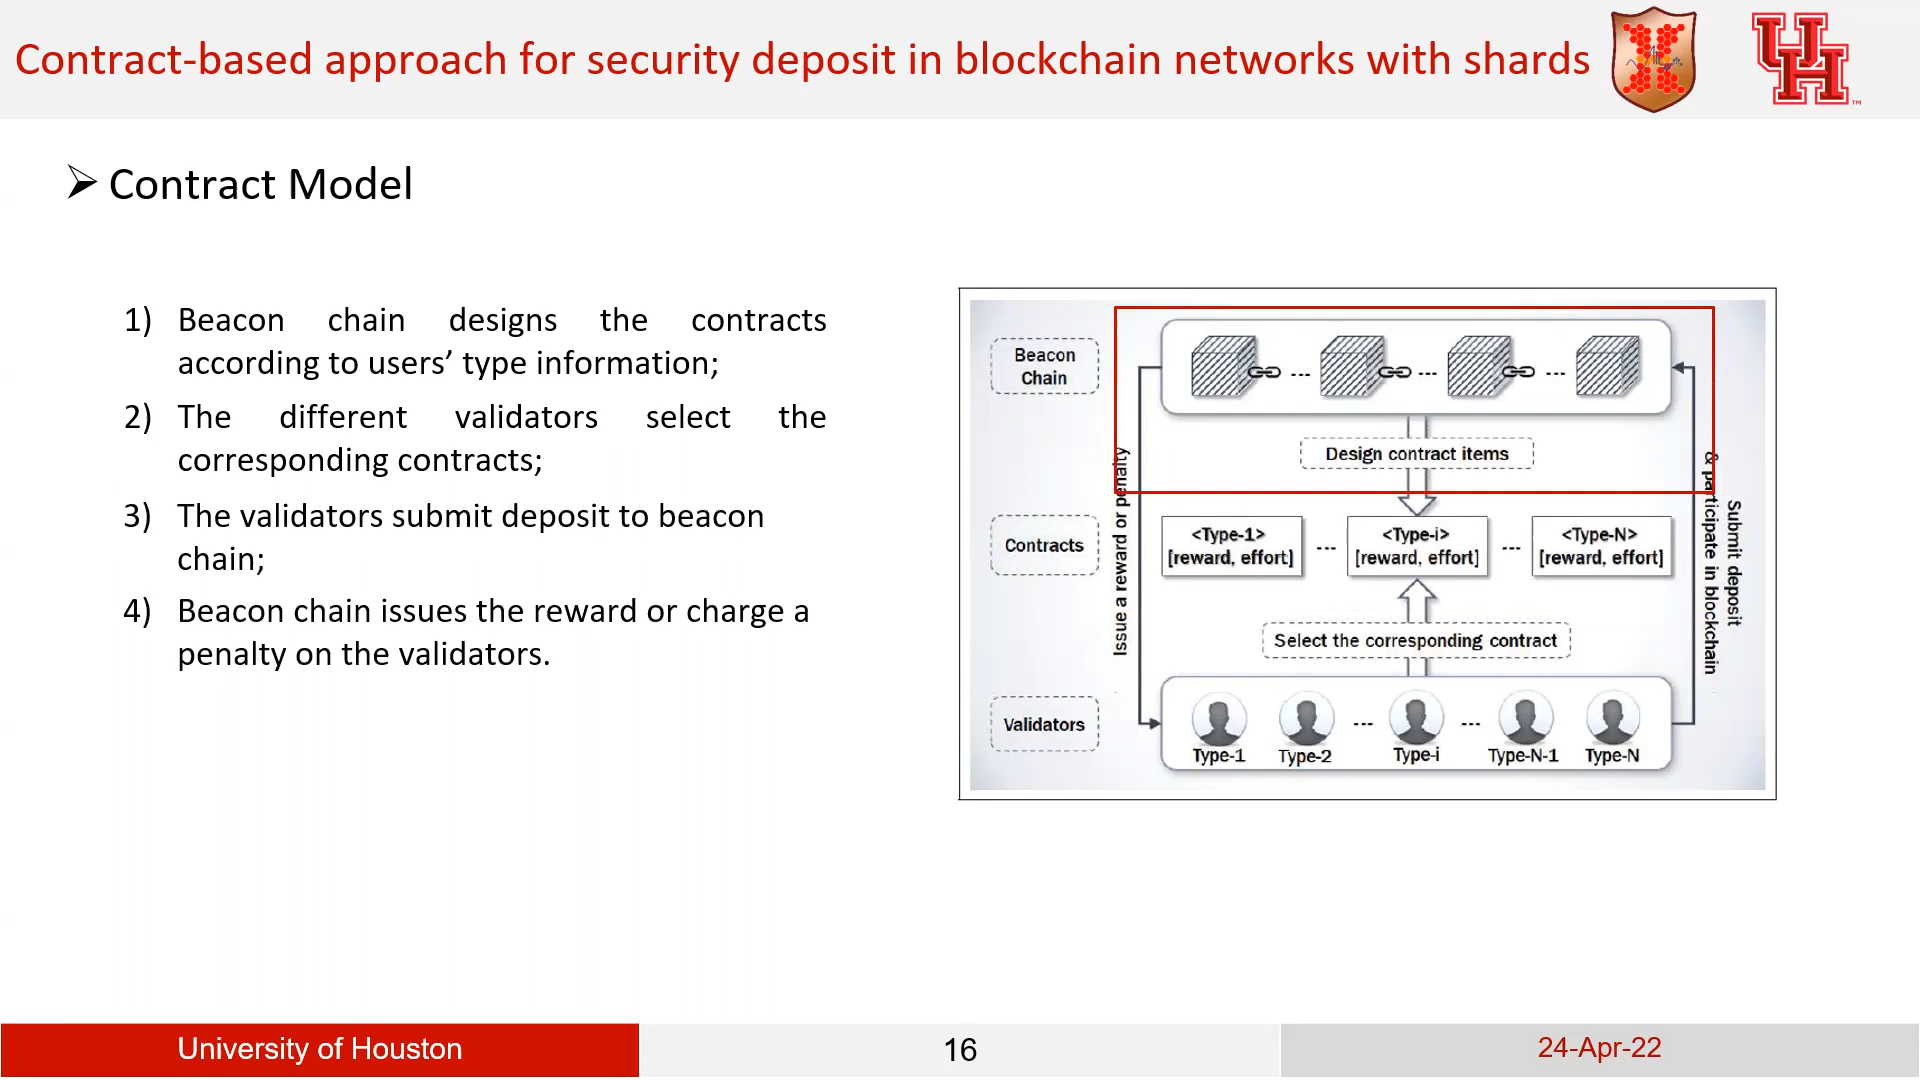 Contract-based approach for security deposit in blockchain networks with shards
Contract Model
1) Beacon chain designs the contracts
according to users’ type information;
2) The different validators select the
corresponding contracts;
3) The validators submit deposit to beacon
chain;
4) Beacon chain issues the reward or charge a
penalty on the validators.
Beacon
Chain
Design contract items
Issue a reward or penalty
Submit deposit
& participate in blockchain
Contracts
<Type-1>
[reward, effort]
---
<Type-i>
[reward, effort]
---
<Type-N>
[reward, effort]
Select the corresponding contract
Validators
Type-1
Type-2
Type-i
Type-N-1
Type-N
University of Houston
16
24-Apr-22
UH
TM